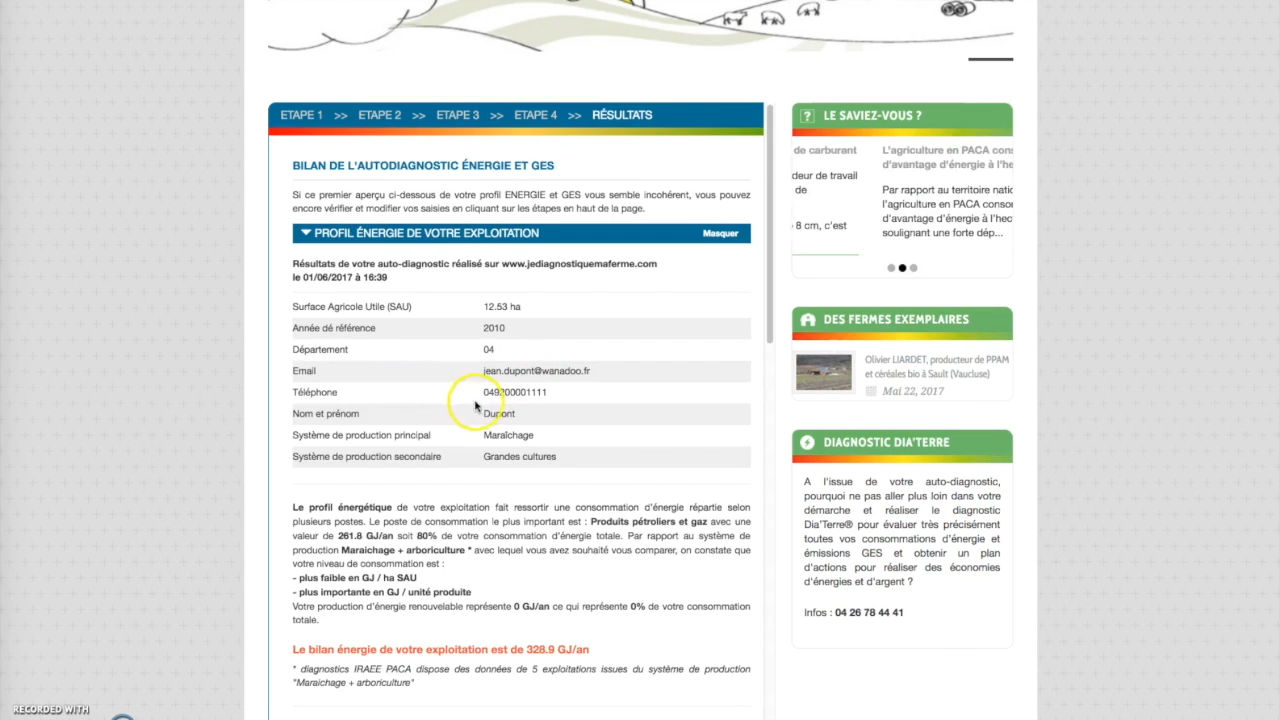 ETAPE 1 >> ETAPE 2 >> ETAPE 3 >> ETAPE 4 >> RÉSULTATS
BILAN DE L'AUTODIAGNOSTIC ÉNERGIE ET GES
Si ce premier aperçu ci-dessous de votre profil ENERGIE et GES vous semble incohérent, vous pouvez
encore vérifier et modifier vos saisies en cliquant sur les étapes en haut de la page.
PROFIL ÉNERGIE DE VOTRE EXPLOITATION Masquer
Résultats de votre auto-diagnostic réalisé sur www.jediagnostiquemaferme.com
le 01/06/2017 à 16:39
Surface Agricole Utile (SAU) 12.53 ha
Année dé référence 2010
Département 04
Email jean.dupont@wanadoo.fr
Téléphone 049200001111
Nom et prénom Dupont
Système de production principal Maraîchage
Système de production secondaire Grandes cultures
Le profil énergétique de votre exploitation fait ressortir une consommation d'énergie répartie selon
plusieurs postes. Le poste de consommation le plus important est : Produits pétroliers et gaz avec une
valeur de 261.8 GJ/an soit 80% de votre consommation d'énergie totale. Par rapport au système de
production Maraichage + arboriculture * avec lequel vous avez souhaité vous comparer, on constate que
votre niveau de consommation est :
- plus faible en GJ / ha SAU
- plus importante en GJ / unité produite
Votre production d'énergie renouvelable représente 0 GJ/an ce qui représente 0% de votre consommation
totale.
Le bilan énergie de votre exploitation est de 328.9 GJ/an
* diagnostics IRAEE PACA dispose des données de 5 exploitations issues du système de production
"Maraichage + arboriculture"
LE SAVIEZ-VOUS ?
de carburant
deur de travail
de
8 cm, c'est
L'agriculture en PACA cons
d'avantage d'énergie à l'he
Par rapport au territoire natio
l'agriculture en PACA consor
d'avantage d'énergie à l'hec
soulignant une forte dép...
DES FERMES EXEMPLAIRES
Olivier LIARDET, producteur de PPAM
et céréales bio à Sault (Vaucluse)
Mai 22, 2017
DIAGNOSTIC DIA'TERRE
A l'issue de votre auto-diagnostic,
pourquoi ne pas aller plus loin dans votre
démarche et réaliser le diagnostic
Dia'Terre® pour évaluer très précisément
toutes vos consommations d'énergie et
émissions GES et obtenir un plan
d'actions pour réaliser des économies
d'énergies et d'argent ?
Infos : 04 26 78 44 41
RECORDED WITH